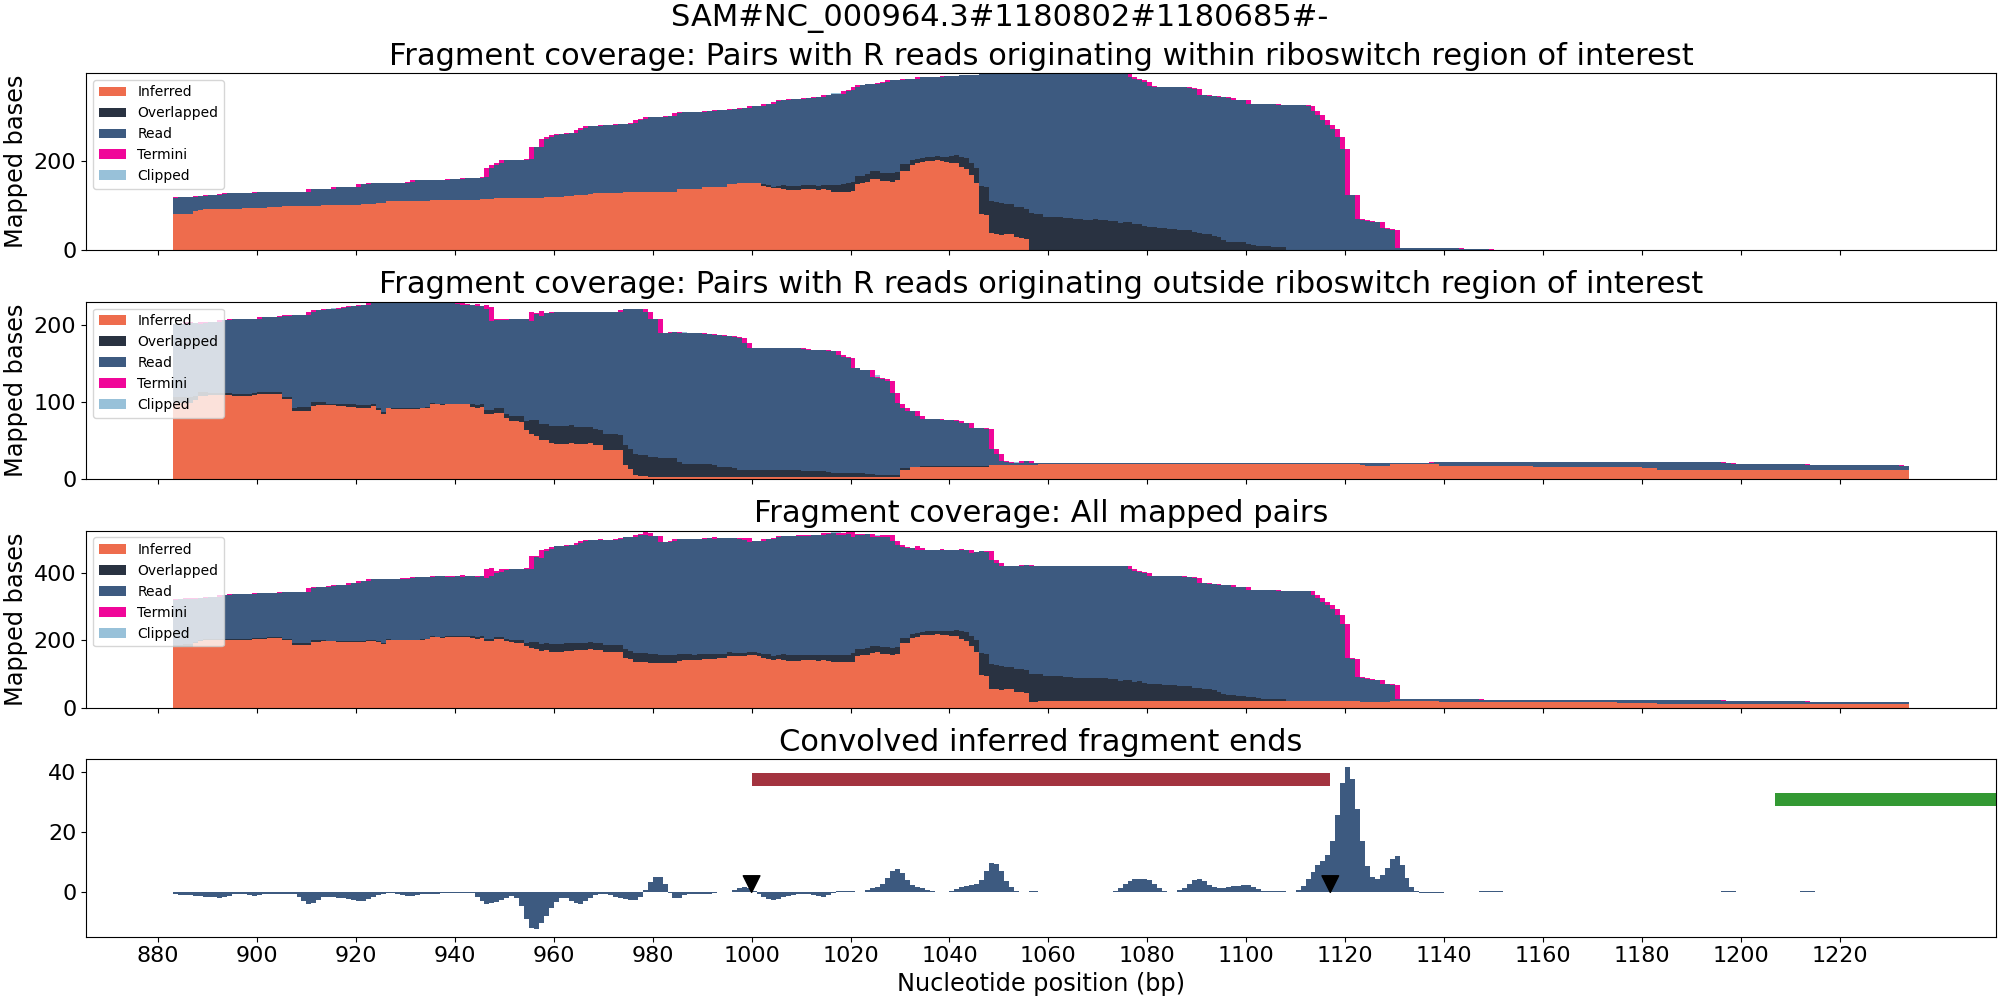 SAM#NC_000964.3#1180802#1180685#-
Fragment coverage: Pairs with R reads originating within riboswitch region of interest
Mapped bases
200
0
Inferred
Overlapped
Read
Termini
Clipped
Fragment coverage: Pairs with R reads originating outside riboswitch region of interest
Mapped bases
200
100
0
Inferred
Overlapped
Read
Termini
Clipped
Fragment coverage: All mapped pairs
Mapped bases
400
200
0
Inferred
Overlapped
Read
Termini
Clipped
Convolved inferred fragment ends
40
20
0
880 900 920 940 960 980 1000 1020 1040 1060 1080 1100 1120 1140 1160 1180 1200 1220
Nucleotide position (bp)